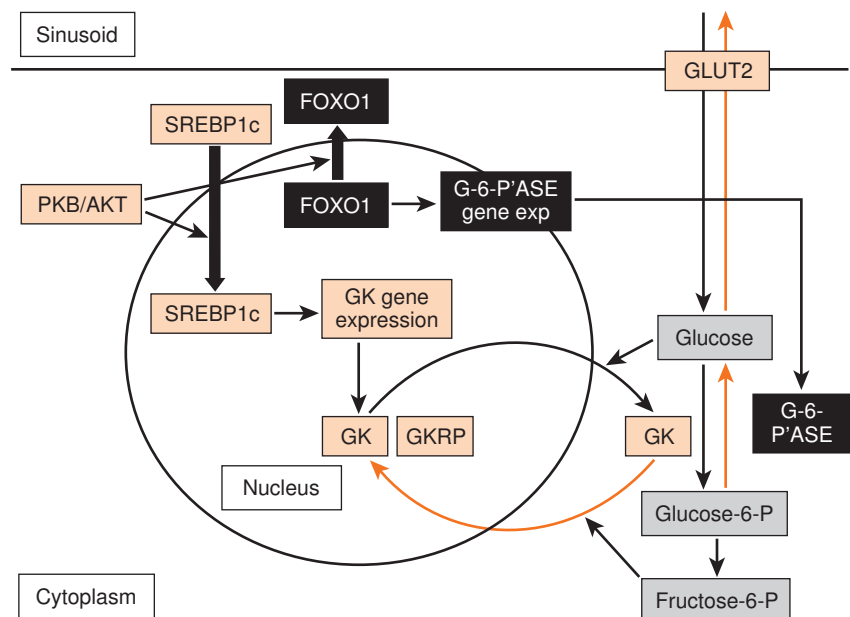 Sinusoid
GLUT2
FOXO1
SREBP1c
PKB/AKT
FOXO1
G-6-P'ASE
gene exp
SREBP1c
GK gene
expression
Glucose
GK
GKRP
GK
G-6-
P'ASE
Nucleus
Glucose-6-P
Cytoplasm
Fructose-6-P